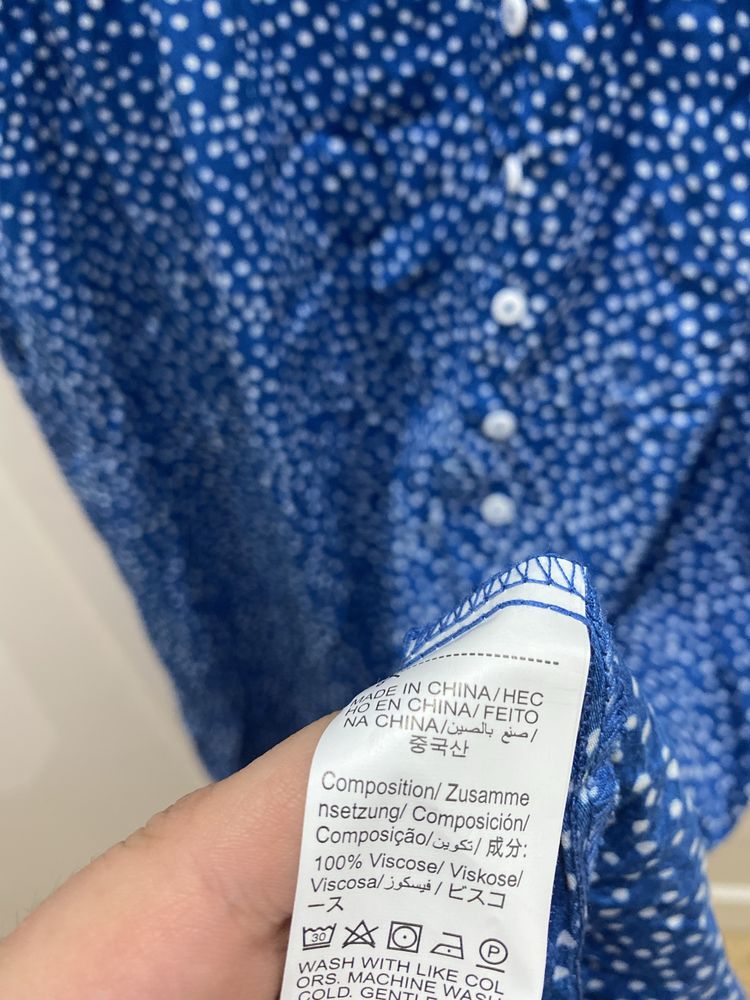 MADE IN CHINA/HEC
HO EN CHINA/ FEITO
NA CHINA/صنع بالصين/
중국산
Composition/ Zusamme
nsetzung/ Composición/
Composição/تكوين/ 成分:
100% Viscose/ Viskose/
Viscosa/فيسكوز/ ビスコ
ース
30 P
WASH WITH LIKE COL
ORS. MACHINE WASH
COLD. GENTLE